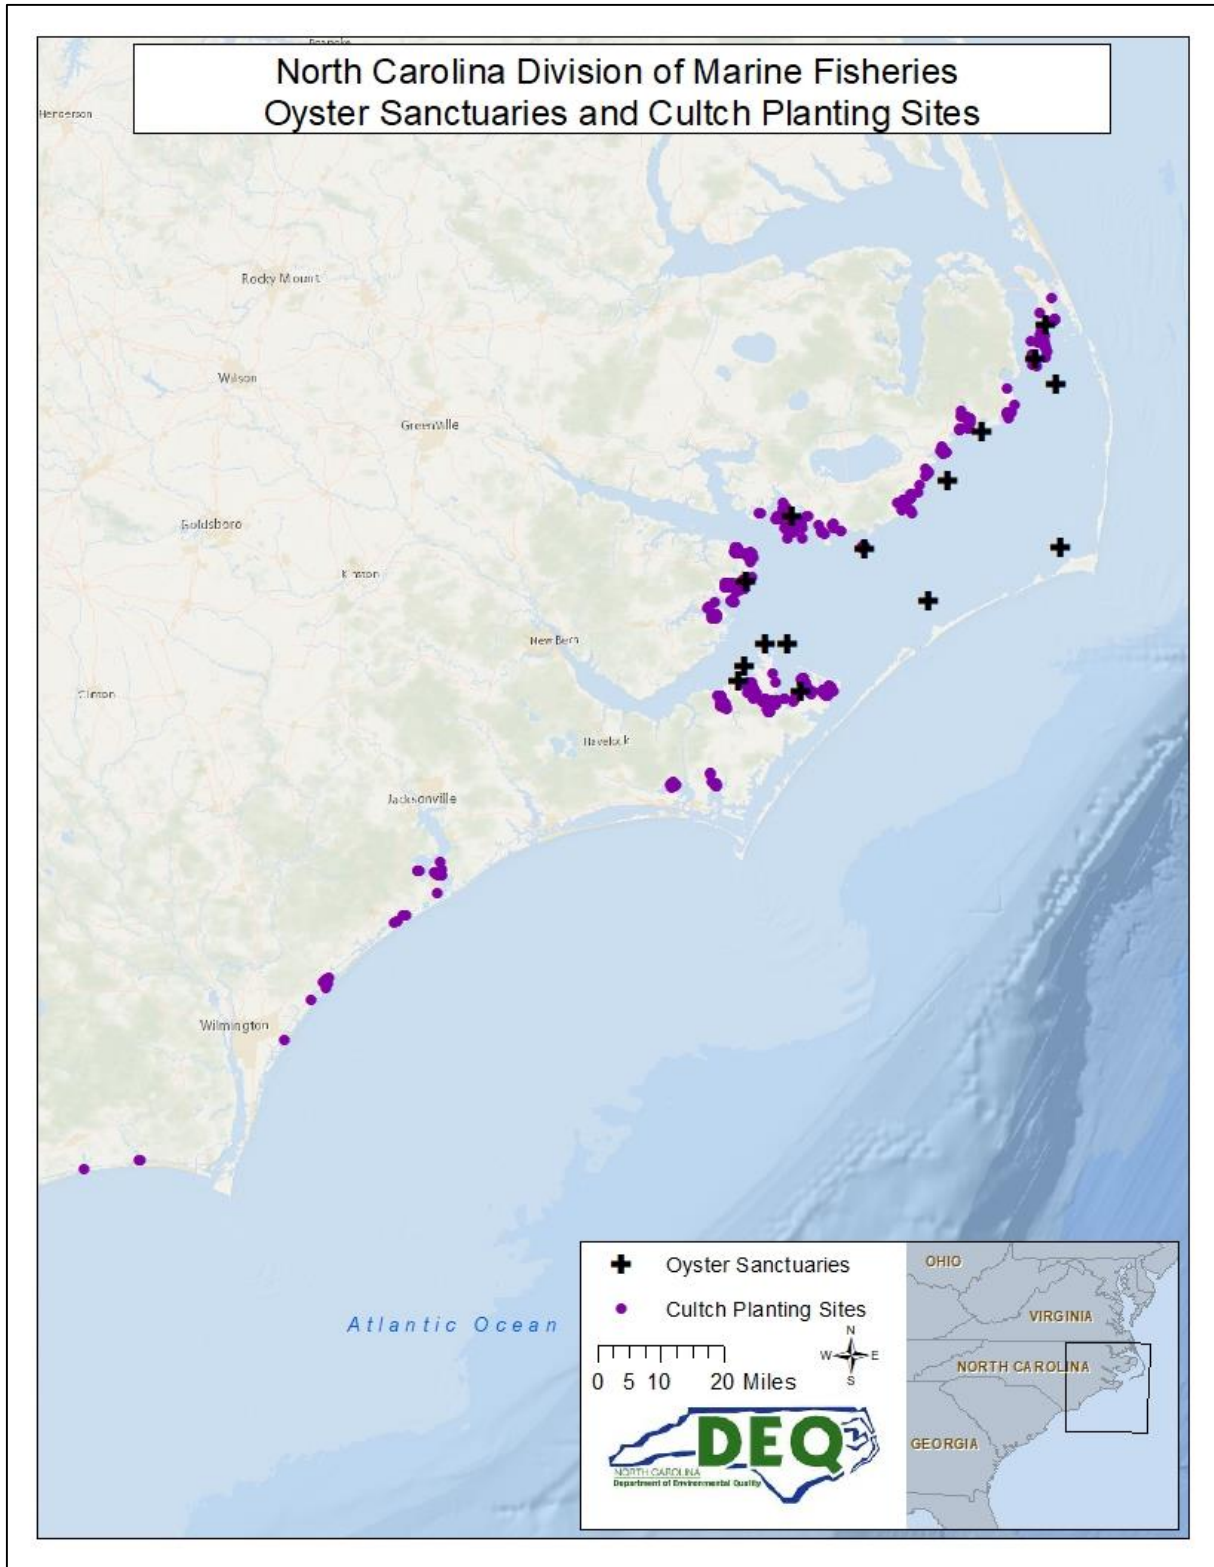 Roanoke
North Carolina Division of Marine Fisheries
Oyster Sanctuaries and Cultch Planting Sites
Henderson
Rocky Mount
Wilson
Greenville
Goldsboro
Kinston
New Bern
Clinton
Havelock
Jacksonville
Wilmington
Atlantic Ocean
Oyster Sanctuaries
Cultch Planting Sites
N
W E
S
0 5 10 20 Miles
DEQ
NORTH CAROLINA
Department of Environmental Quality
OHIO
VIRGINIA
NORTH CAROLINA
GEORGIA